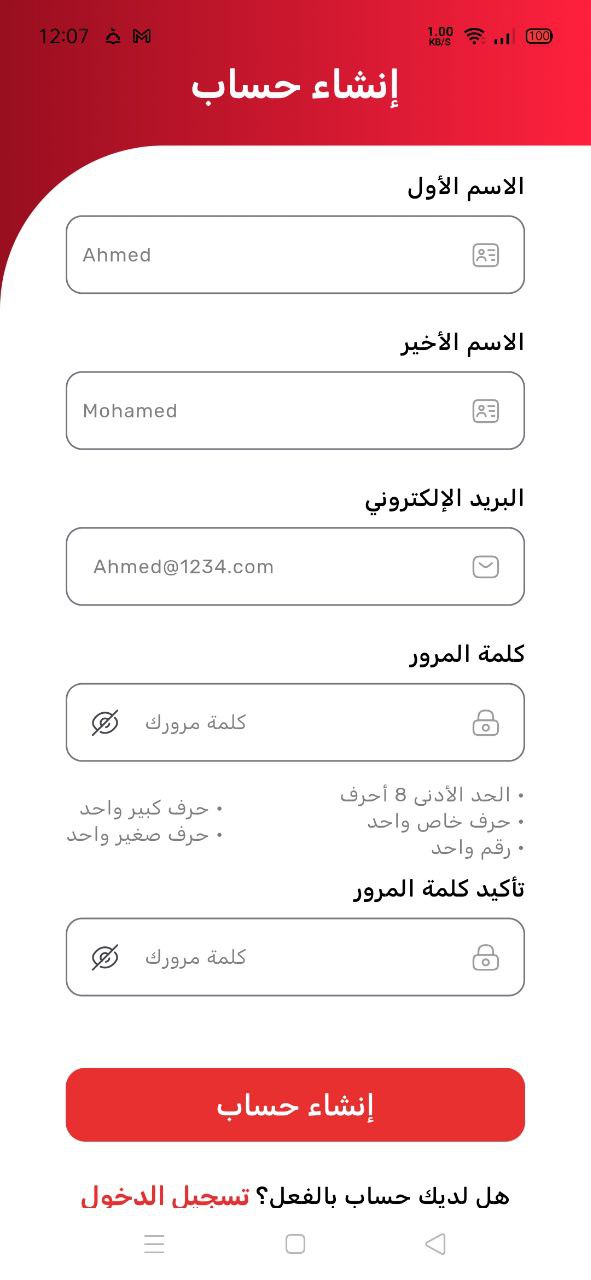 12:07
1.00
KB/S
100
إنشاء حساب
الاسم الأول
Ahmed
الاسم الأخير
Mohamed
البريد الإلكتروني
Ahmed@1234.com
كلمة المرور
كلمة مرورك
• الحد الأدنى 8 أحرف
• حرف خاص واحد
• رقم واحد
• حرف كبير واحد
• حرف صغير واحد
تأكيد كلمة المرور
كلمة مرورك
إنشاء حساب
هل لديك حساب بالفعل؟ تسجيل الدخول